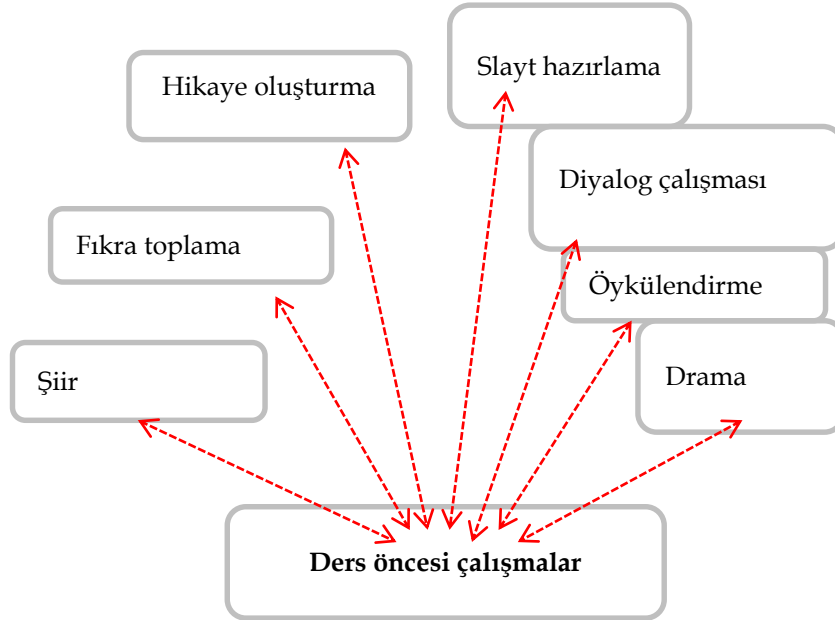 Slayt hazırlama
Hikaye oluşturma
Diyalog çalışması
Fıkra toplama
Öykülendirme
Şiir
Drama
Ders öncesi çalışmalar